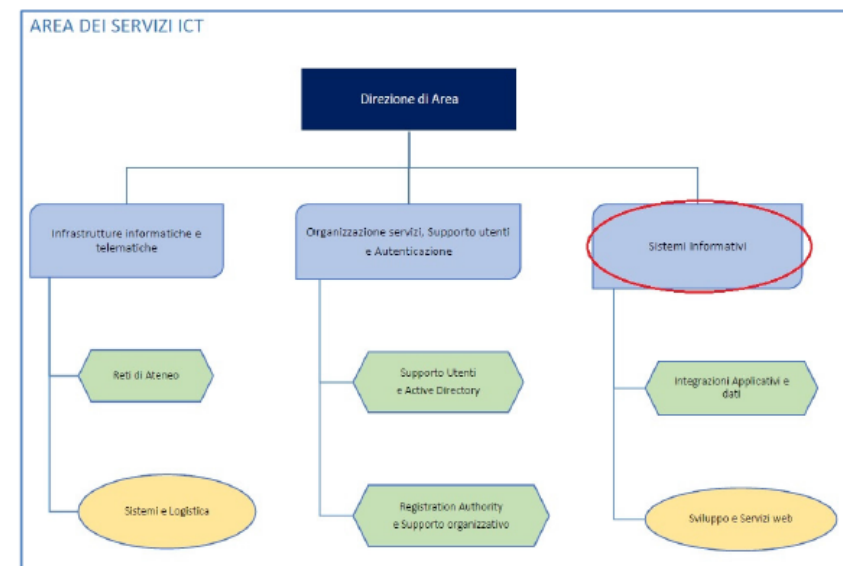 AREA DEI SERVIZI ICT
Direzione di Area
Infrastrutture informatiche e
telematiche
Organizzazione servizi, Supporto utenti
e Autenticazione
Sistemi Informativi
Reti di Ateneo
Supporto Utenti
e Active Directory
Integrazioni Applicativi e
dati
Sistemi e Logistica
Registration Authority
e Supporto organizzativo
Sviluppo e Servizi web